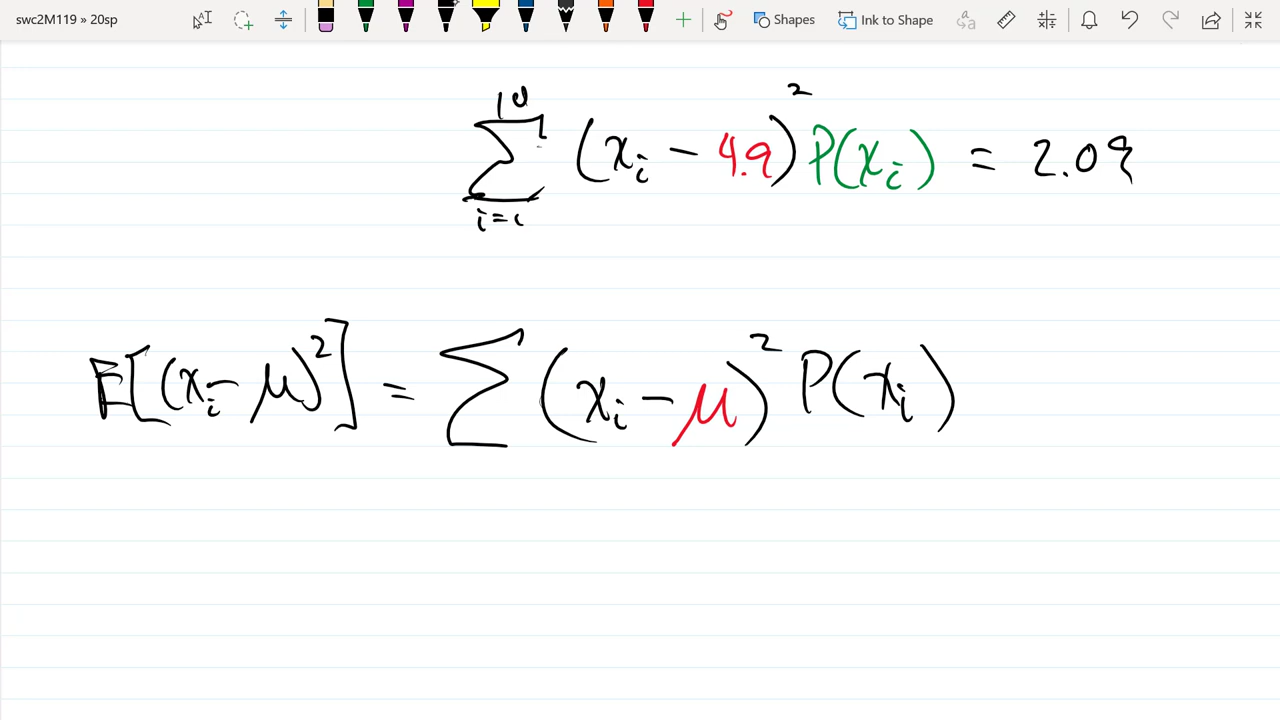 swc2M119 » 20sp Shapes Ink to Shape
10
∑ (xᵢ − 4.9)² P(xᵢ) = 2.09
i=1
E[(xᵢ − μ)²] = ∑ (xᵢ − μ)² P(xᵢ)